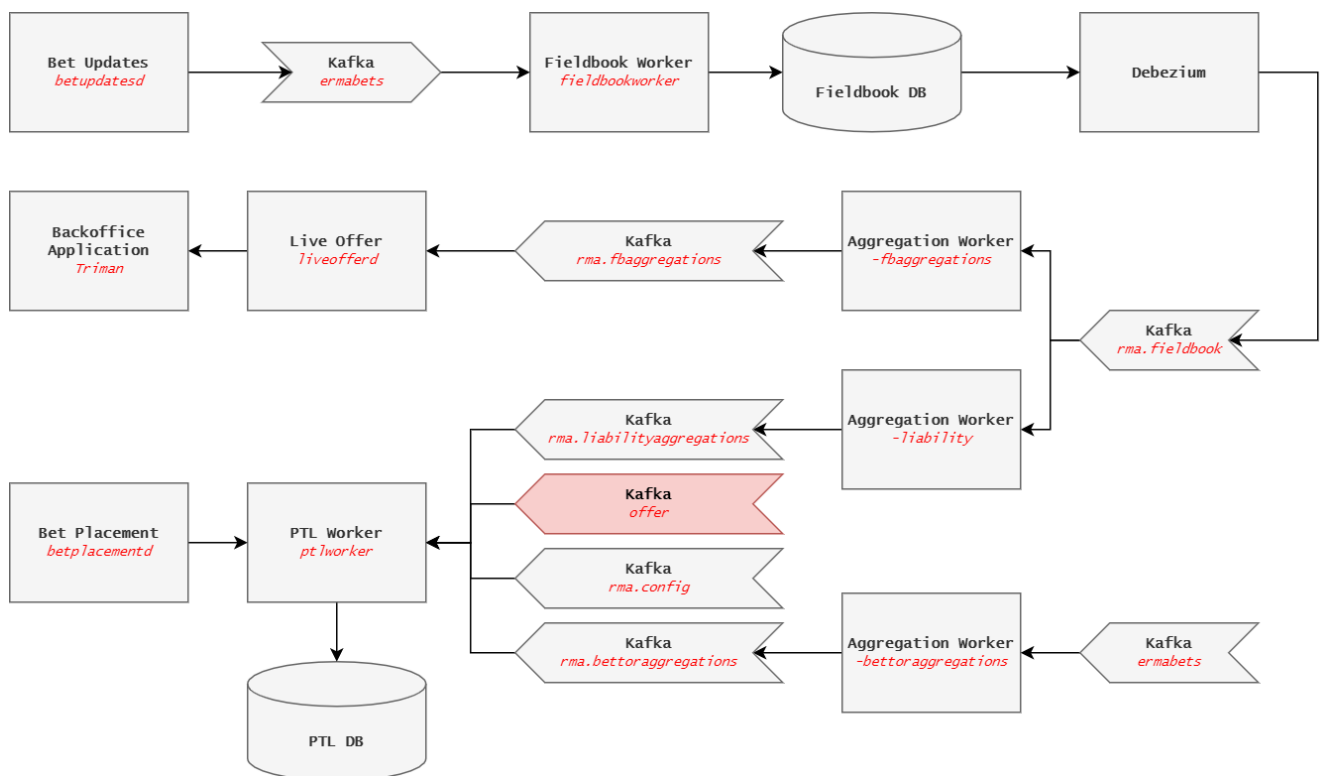 Bet Updates
betupdatesd
Kafka
ermabets
Fieldbook Worker
fieldbookworker
Fieldbook DB
Debezium
Backoffice
Application
Triman
Live Offer
liveofferd
Kafka
rma.fbaggregations
Aggregation Worker
-fbaggregations
Kafka
rma.fieldbook
Kafka
rma.liabilityaggregations
Aggregation Worker
-liability
Kafka
offer
Bet Placement
betplacementd
PTL Worker
ptlworker
Kafka
rma.config
Kafka
rma.bettoraggregations
Aggregation Worker
-bettoraggregations
Kafka
ermabets
PTL DB